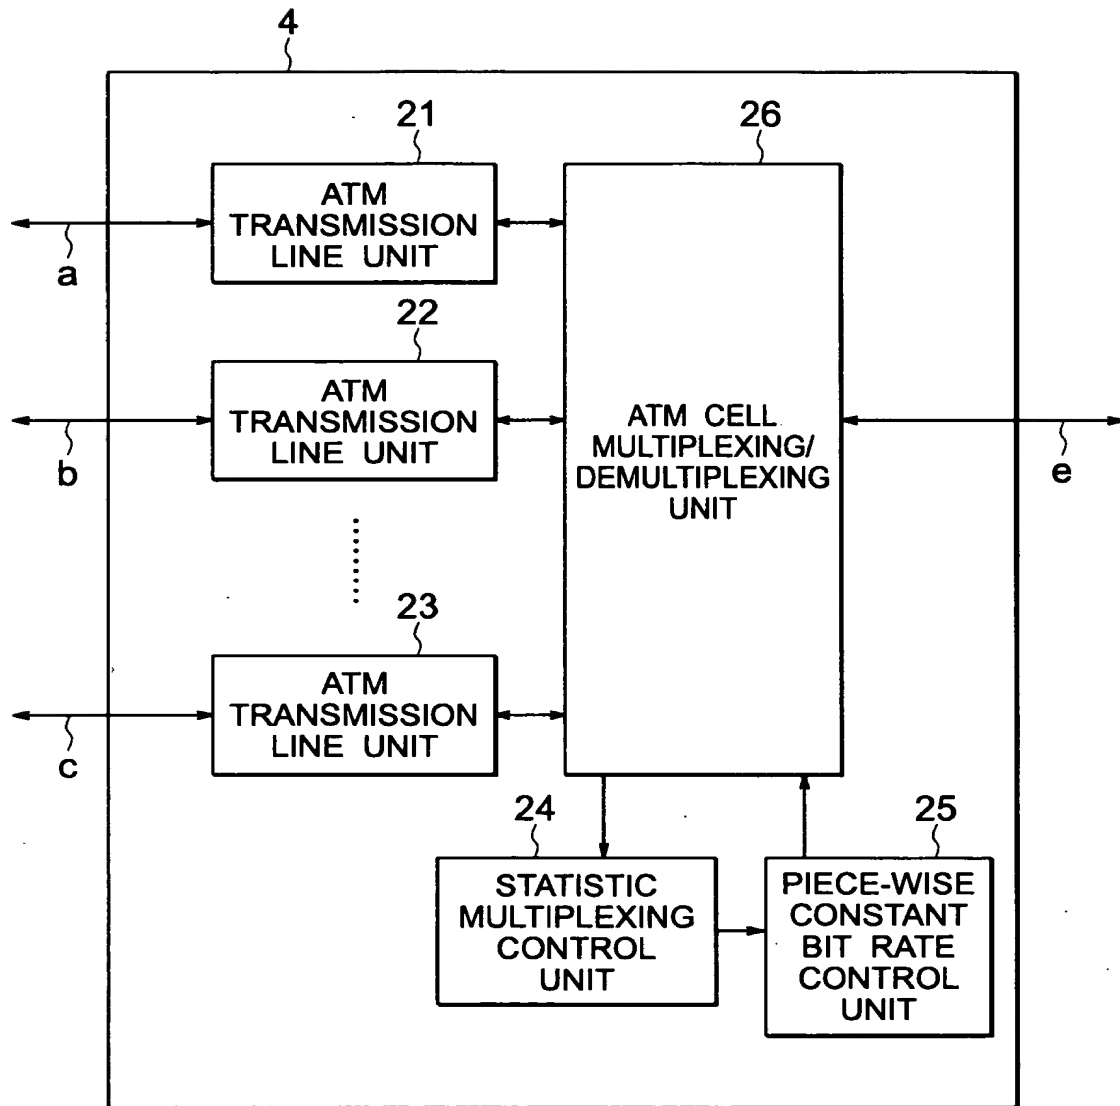 4
21
ATM
TRANSMISSION
LINE UNIT
a
22
ATM
TRANSMISSION
LINE UNIT
b
23
ATM
TRANSMISSION
LINE UNIT
c
26
ATM CELL
MULTIPLEXING/
DEMULTIPLEXING
UNIT
e
24
STATISTIC
MULTIPLEXING
CONTROL
UNIT
25
PIECE-WISE
CONSTANT
BIT RATE
CONTROL
UNIT